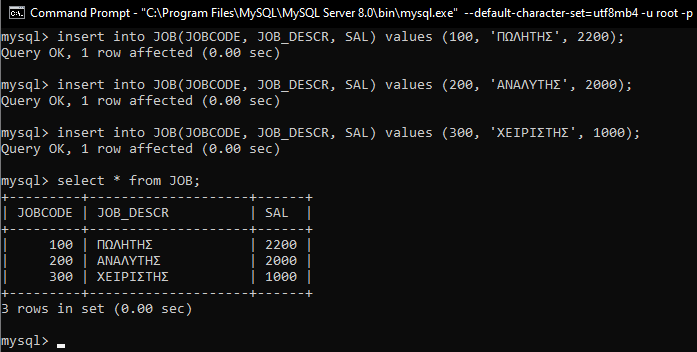 Command Prompt - "C:\Program Files\MySQL\MySQL Server 8.0\bin\mysql.exe" --default-character-set=utf8mb4 -u root -p
mysql> insert into JOB(JOBCODE, JOB_DESCR, SAL) values (100, 'ΠΩΛΗΤΗΣ', 2200);
Query OK, 1 row affected (0.00 sec)
mysql> insert into JOB(JOBCODE, JOB_DESCR, SAL) values (200, 'ΑΝΑΛΥΤΗΣ', 2000);
Query OK, 1 row affected (0.00 sec)
mysql> insert into JOB(JOBCODE, JOB_DESCR, SAL) values (300, 'ΧΕΙΡΙΣΤΗΣ', 1000);
Query OK, 1 row affected (0.00 sec)
mysql> select * from JOB;
+---------+--------------------+------+
| JOBCODE | JOB_DESCR          | SAL  |
+---------+--------------------+------+
|     100 | ΠΩΛΗΤΗΣ            | 2200 |
|     200 | ΑΝΑΛΥΤΗΣ           | 2000 |
|     300 | ΧΕΙΡΙΣΤΗΣ          | 1000 |
+---------+--------------------+------+
3 rows in set (0.00 sec)
mysql>